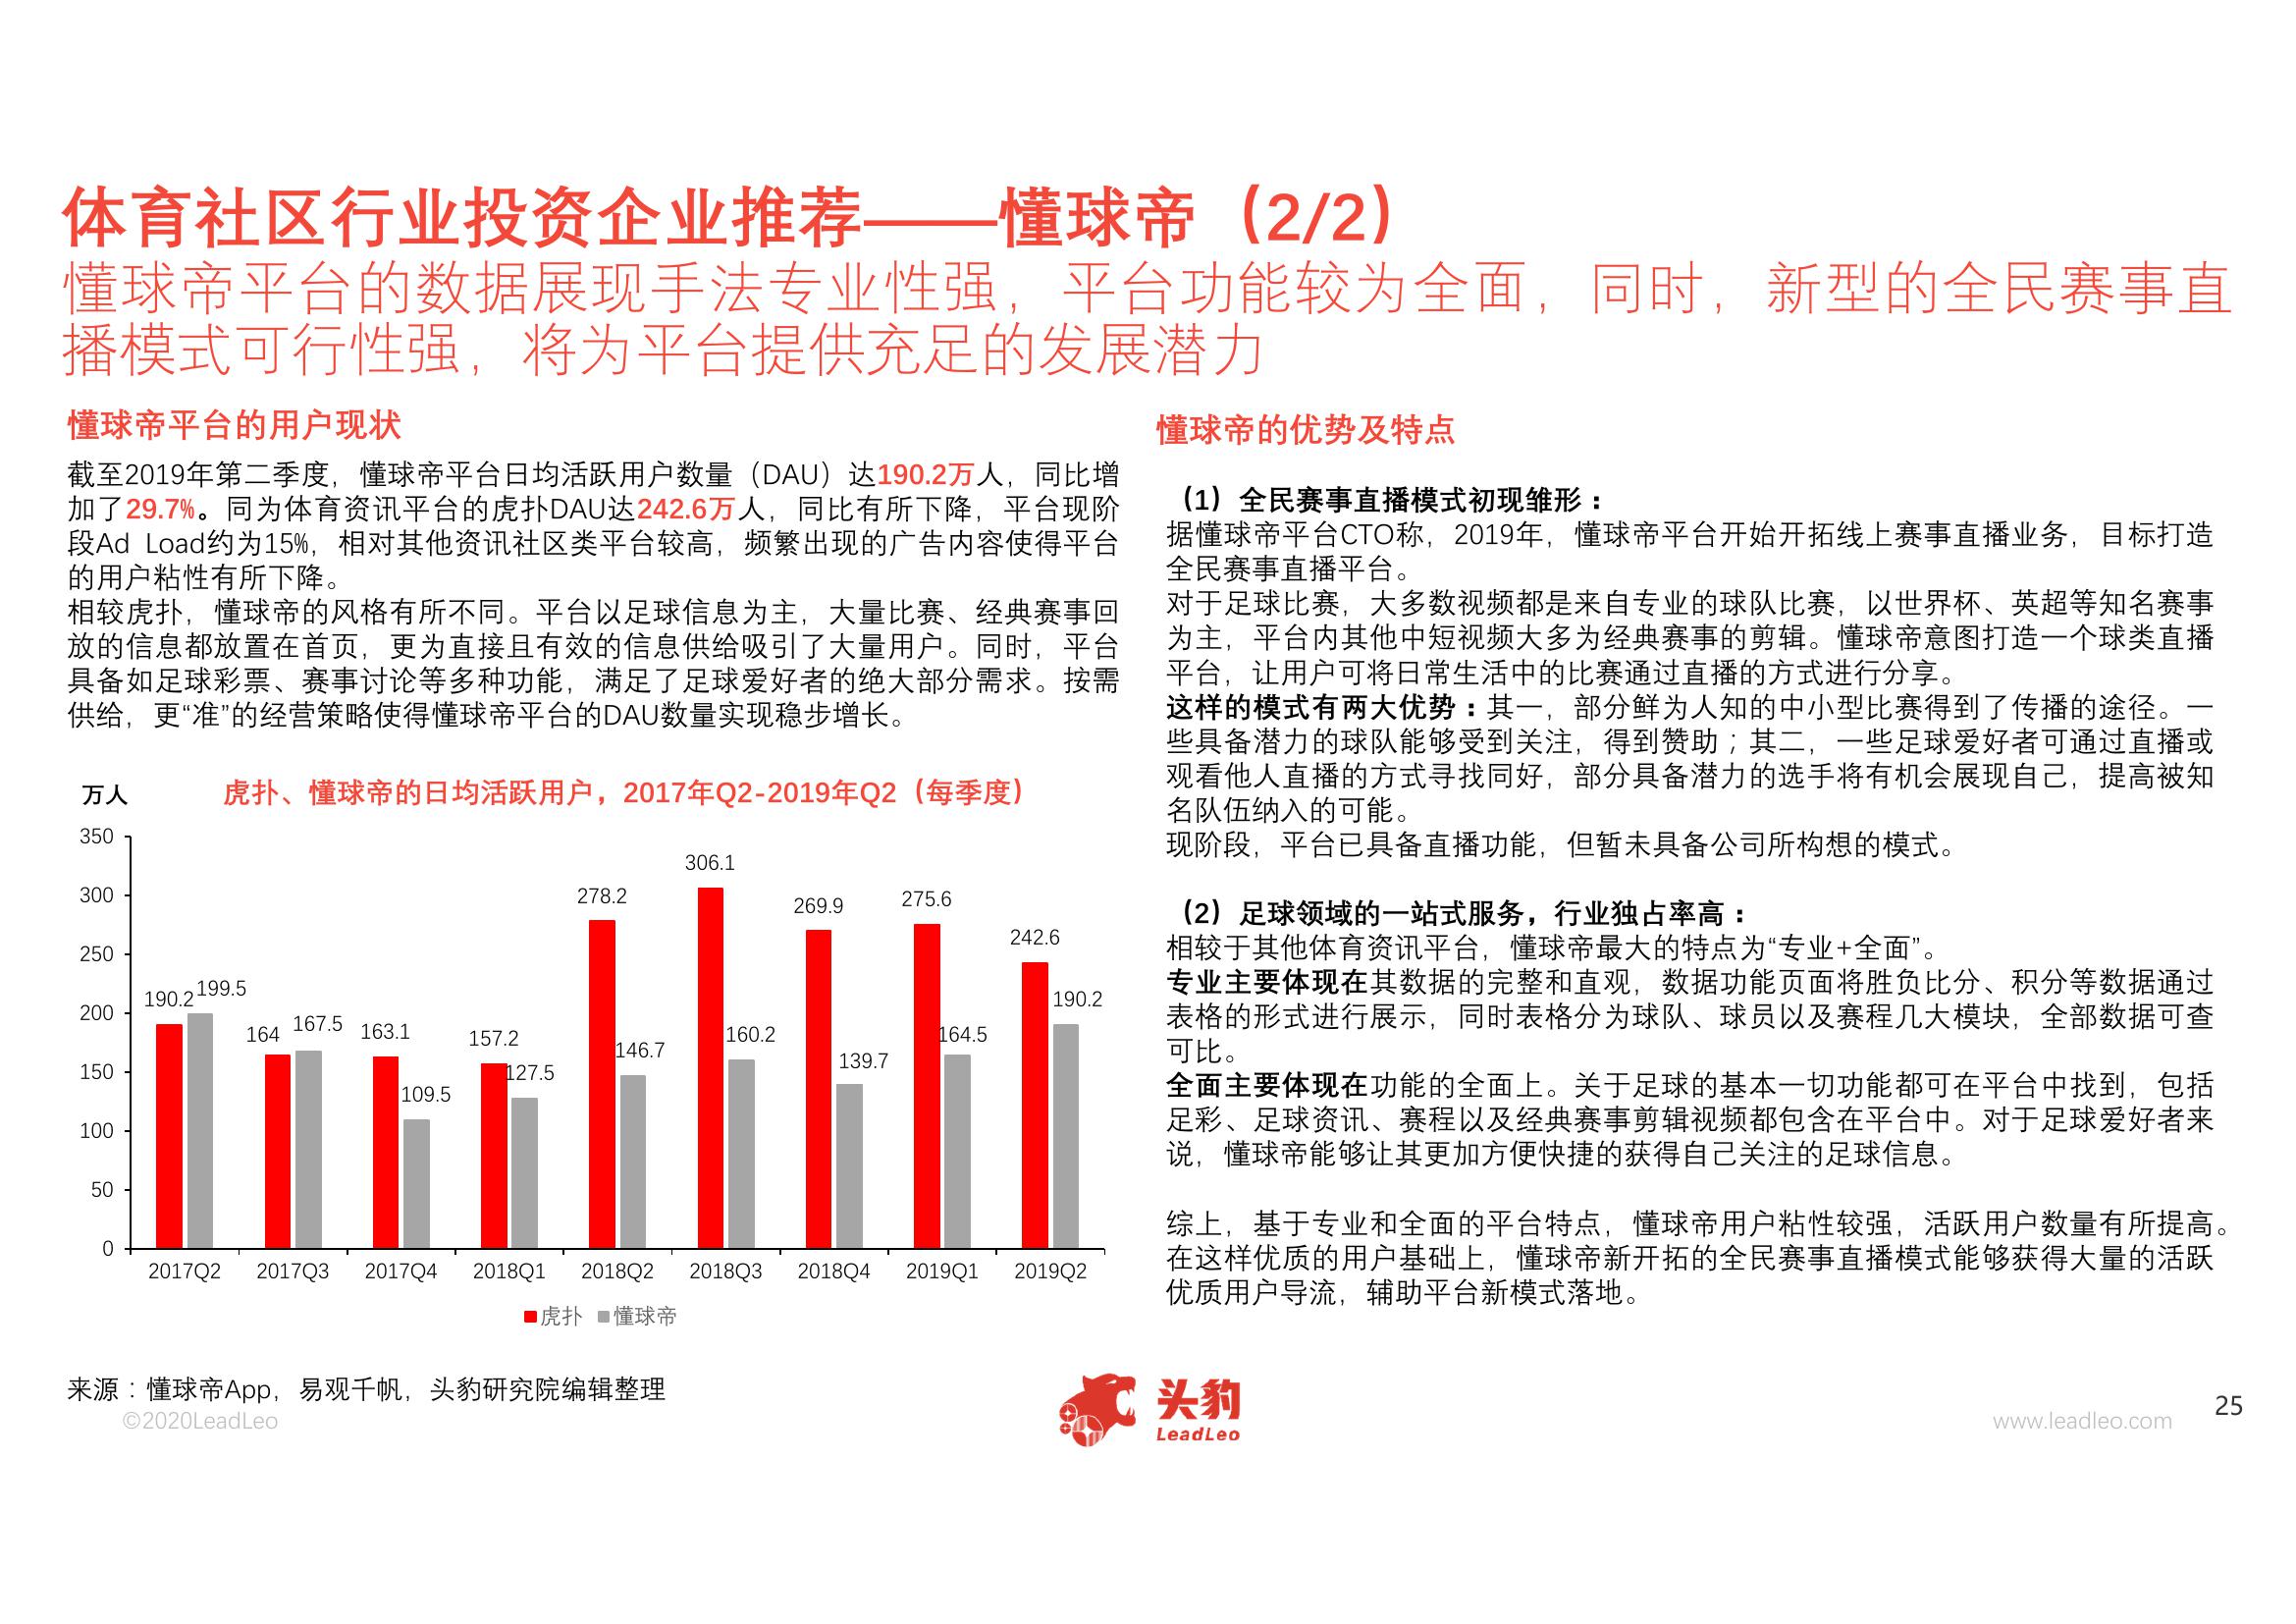 体育社区行业投资企业推荐——懂球帝（2/2）
懂球帝平台的数据展现手法专业性强，平台功能较为全面，同时，新型的全民赛事直
播模式可行性强，将为平台提供充足的发展潜力
懂球帝平台的用户现状
截至2019年第二季度，懂球帝平台日均活跃用户数量（DAU）达190.2万人，同比增
加了29.7%。同为体育资讯平台的虎扑DAU达242.6万人，同比有所下降，平台现阶
段Ad Load约为15%，相对其他资讯社区类平台较高，频繁出现的广告内容使得平台
的用户粘性有所下降。
相较虎扑，懂球帝的风格有所不同。平台以足球信息为主，大量比赛、经典赛事回
放的信息都放置在首页，更为直接且有效的信息供给吸引了大量用户。同时，平台
具备如足球彩票、赛事讨论等多种功能，满足了足球爱好者的绝大部分需求。按需
供给，更“准”的经营策略使得懂球帝平台的DAU数量实现稳步增长。
万人
虎扑、懂球帝的日均活跃用户，2017年Q2-2019年Q2（每季度）
350
300
250
200
150
100
50
0
190.2 199.5
164 167.5
163.1 109.5
157.2 127.5
278.2 146.7
306.1 160.2
269.9 139.7
275.6 164.5
242.6 190.2
2017Q2 2017Q3 2017Q4 2018Q1 2018Q2 2018Q3 2018Q4 2019Q1 2019Q2
虎扑 懂球帝
懂球帝的优势及特点
（1）全民赛事直播模式初现雏形：
据懂球帝平台CTO称，2019年，懂球帝平台开始开拓线上赛事直播业务，目标打造
全民赛事直播平台。
对于足球比赛，大多数视频都是来自专业的球队比赛，以世界杯、英超等知名赛事
为主，平台内其他中短视频大多为经典赛事的剪辑。懂球帝意图打造一个球类直播
平台，让用户可将日常生活中的比赛通过直播的方式进行分享。
这样的模式有两大优势：其一，部分鲜为人知的中小型比赛得到了传播的途径。一
些具备潜力的球队能够受到关注，得到赞助；其二，一些足球爱好者可通过直播或
观看他人直播的方式寻找同好，部分具备潜力的选手将有机会展现自己，提高被知
名队伍纳入的可能。
现阶段，平台已具备直播功能，但暂未具备公司所构想的模式。
（2）足球领域的一站式服务，行业独占率高：
相较于其他体育资讯平台，懂球帝最大的特点为“专业+全面”。
专业主要体现在其数据的完整和直观，数据功能页面将胜负比分、积分等数据通过
表格的形式进行展示，同时表格分为球队、球员以及赛程几大模块，全部数据可查
可比。
全面主要体现在功能的全面上。关于足球的基本一切功能都可在平台中找到，包括
足彩、足球资讯、赛程以及经典赛事剪辑视频都包含在平台中。对于足球爱好者来
说，懂球帝能够让其更加方便快捷的获得自己关注的足球信息。
综上，基于专业和全面的平台特点，懂球帝用户粘性较强，活跃用户数量有所提高。
在这样优质的用户基础上，懂球帝新开拓的全民赛事直播模式能够获得大量的活跃
优质用户导流，辅助平台新模式落地。
来源：懂球帝App，易观千帆，头豹研究院编辑整理
©2020LeadLeo
头豹
LeadLeo
www.leadleo.com
25